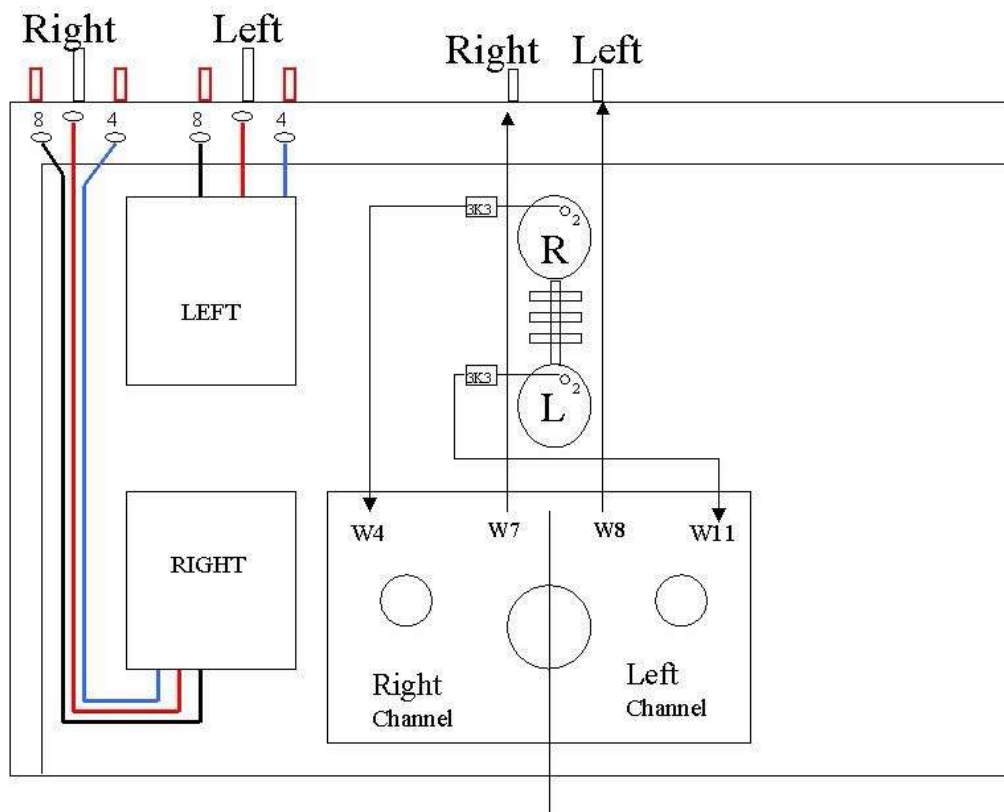 Right Left
Right Left
8 4 8 4
3K3 2
R
LEFT
3K3 2
L
W4 W7 W8 W11
RIGHT
Right Channel
Left Channel